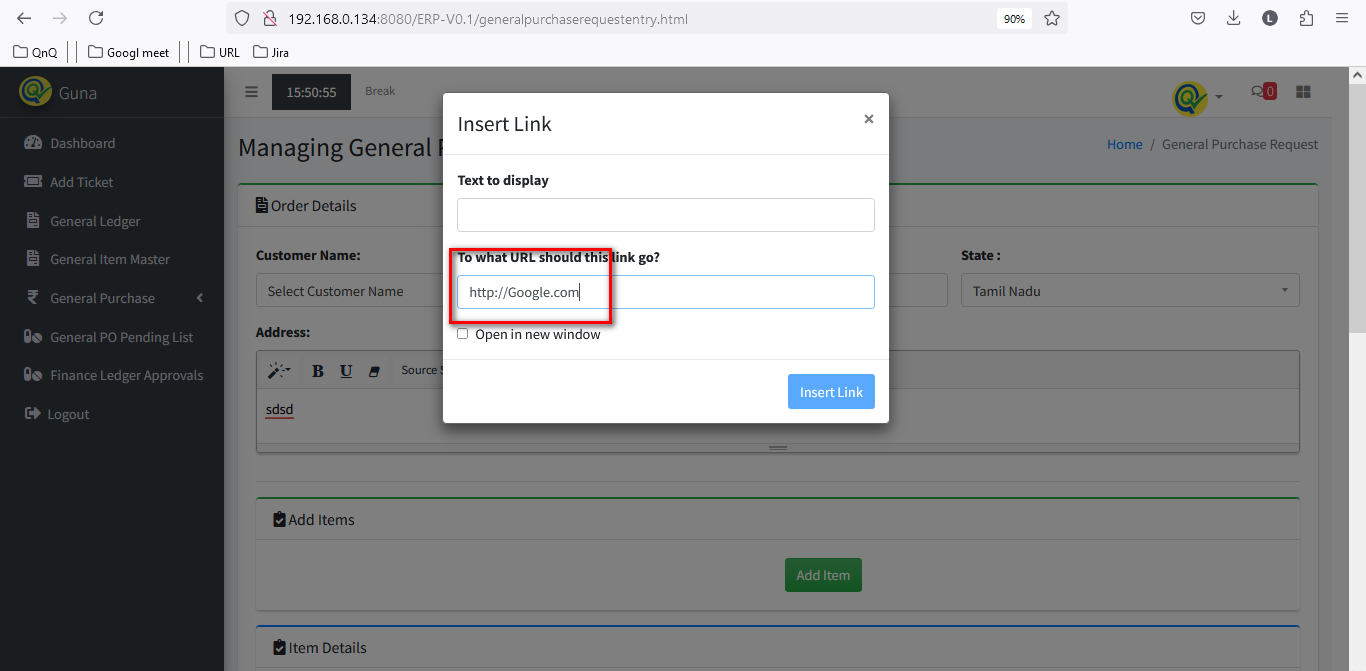 192.168.0.134:8080/ERP-V0.1/generalpurchaserequestentry.html
90%
L
QnQ
Googl meet
URL
Jira
Guna
15:50:55
Break
0
Dashboard
Add Ticket
General Ledger
General Item Master
General Purchase
General PO Pending List
Finance Ledger Approvals
Logout
Managing General
Home / General Purchase Request
Order Details
Customer Name:
State :
Select Customer Name
Tamil Nadu
Address:
B U Source S
sdsd
Add Items
Add Item
Item Details
Insert Link
×
Text to display
To what URL should this link go?
http://Google.com
Open in new window
Insert Link